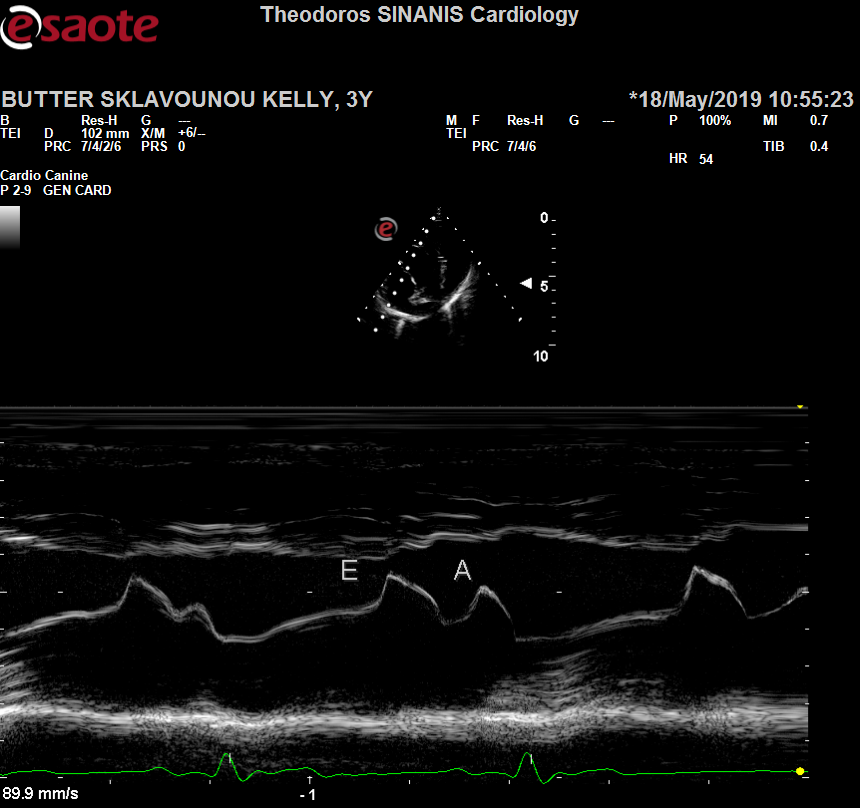 Theodoros SINANIS Cardiology
esaote
BUTTER SKLAVOUNOU KELLY, 3Y *18/May/2019 10:55:23
B Res-H G --- M F Res-H G --- P 100% MI 0.7
TEI D 102 mm X/M +6/-- TEI
PRC 7/4/2/6 PRS 0 PRC 7/4/6 TIB 0.4
HR 54
Cardio Canine
P 2-9 GEN CARD
e
0
5
10
E A
89.9 mm/s -1